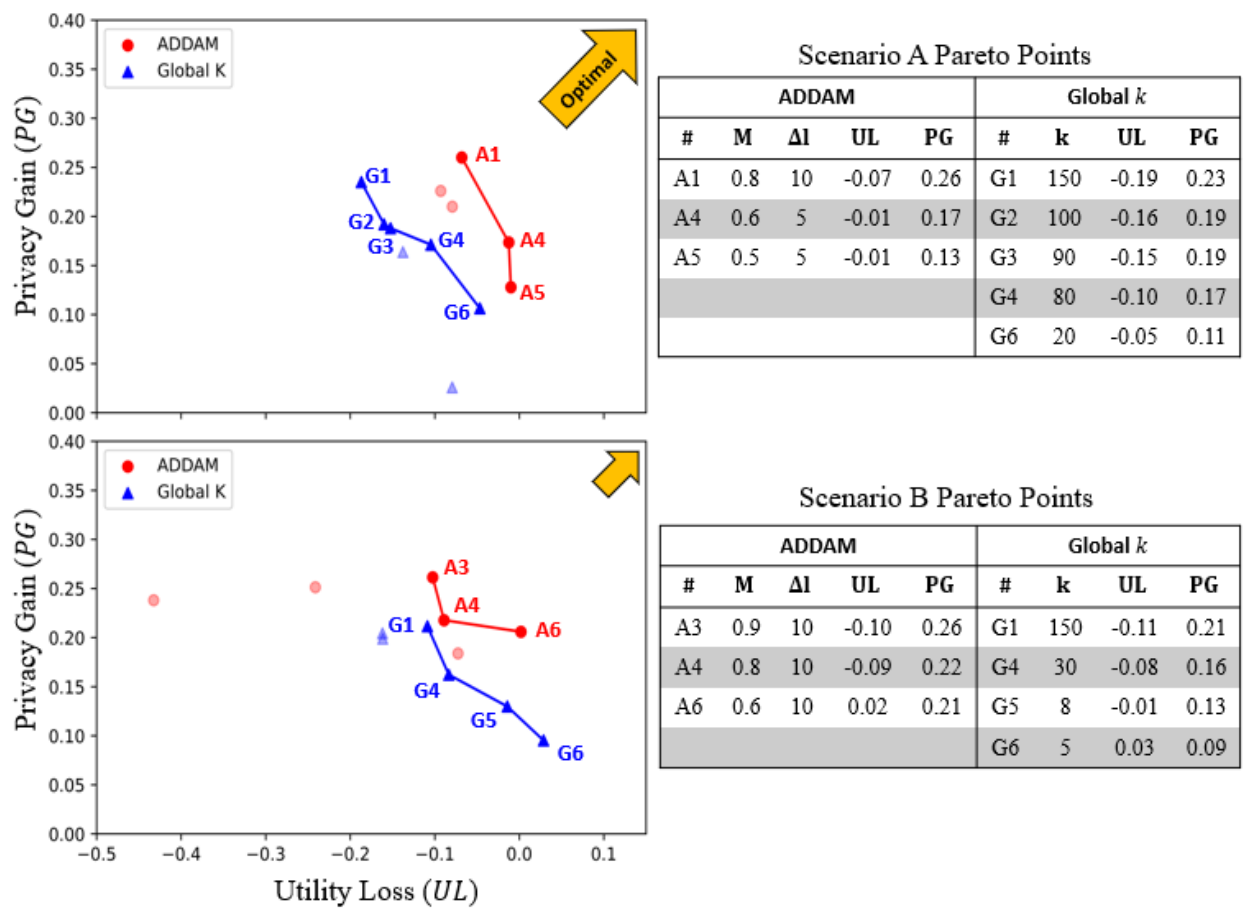 0.40
0.35
0.30
0.25
0.20
0.15
0.10
0.05
0.00
Privacy Gain (PG)
ADDAM
Global K
Optimal
A1
A4
A5
G1
G2
G3
G4
G6
Scenario A Pareto Points
ADDAM Global k
# M Δl UL PG # k UL PG
A1 0.8 10 -0.07 0.26 G1 150 -0.19 0.23
A4 0.6 5 -0.01 0.17 G2 100 -0.16 0.19
A5 0.5 5 -0.01 0.13 G3 90 -0.15 0.19
G4 80 -0.10 0.17
G6 20 -0.05 0.11
0.40
0.35
0.30
0.25
0.20
0.15
0.10
0.05
0.00
Privacy Gain (PG)
ADDAM
Global K
A3
A4
A6
G1
G4
G5
G6
−0.5 −0.4 −0.3 −0.2 −0.1 0.0 0.1
Utility Loss (UL)
Scenario B Pareto Points
ADDAM Global k
# M Δl UL PG # k UL PG
A3 0.9 10 -0.10 0.26 G1 150 -0.11 0.21
A4 0.8 10 -0.09 0.22 G4 30 -0.08 0.16
A6 0.6 10 0.02 0.21 G5 8 -0.01 0.13
G6 5 0.03 0.09